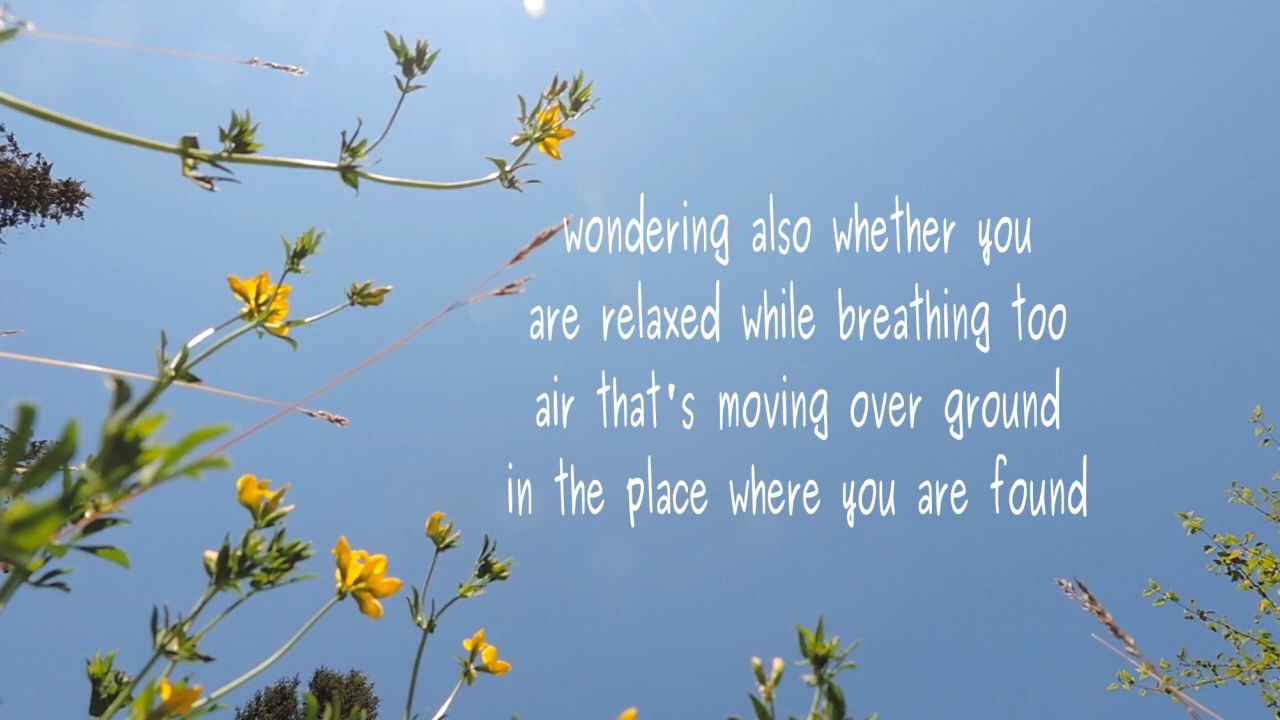 wondering also whether you
are relaxed while breathing too
air that's moving over ground
in the place where you are found